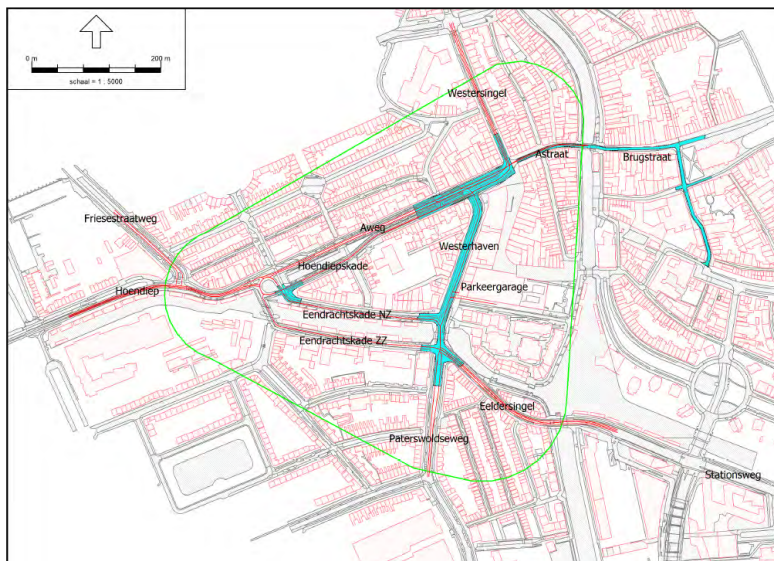 0 m
200 m
schaal = 1 : 5000
Westersingel
Astraat
Brugstraat
Friesestraatweg
Aweg
Westerhaven
Hoendiepskade
Hoendiep
Parkeergarage
Eendrachtskade NZ
Eendrachtskade ZZ
Eeldersingel
Paterswoldseweg
Stationsweg